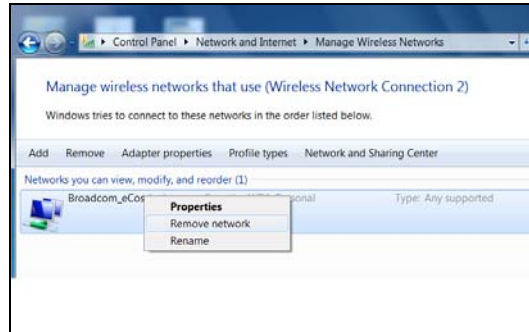 Control Panel ▸ Network and Internet ▸ Manage Wireless Networks
Manage wireless networks that use (Wireless Network Connection 2)
Windows tries to connect to these networks in the order listed below.
Add Remove Adapter properties Profile types Network and Sharing Center
Networks you can view, modify, and reorder (1)
Broadcom_eCos Type: Any supported
Properties
Remove network
Rename